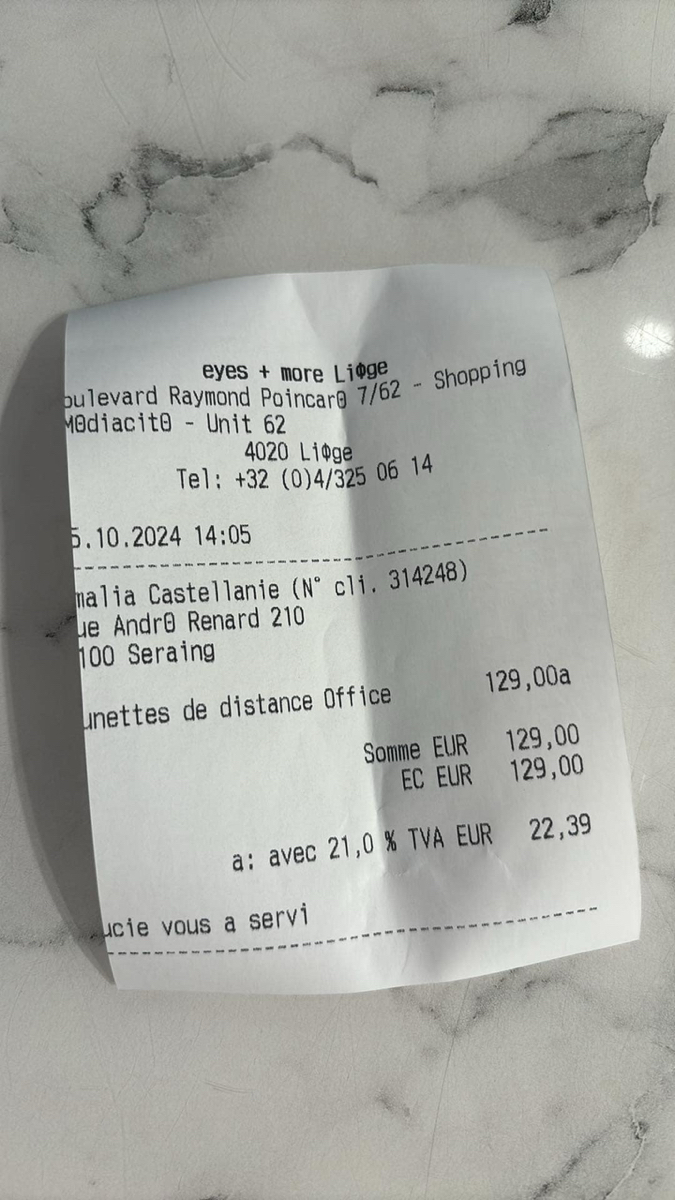 eyes + more LiΦge
oulevard Raymond Poincar0 7/62 - Shopping
M0diacit0 - Unit 62
4020 LiΦge
Tel: +32 (0)4/325 06 14
5.10.2024 14:05
malia Castellanie (N° cli. 314248)
ue Andr0 Renard 210
100 Seraing
unettes de distance Office 129,00a
Somme EUR 129,00
EC EUR 129,00
a: avec 21,0 % TVA EUR 22,39
ucie vous a servi